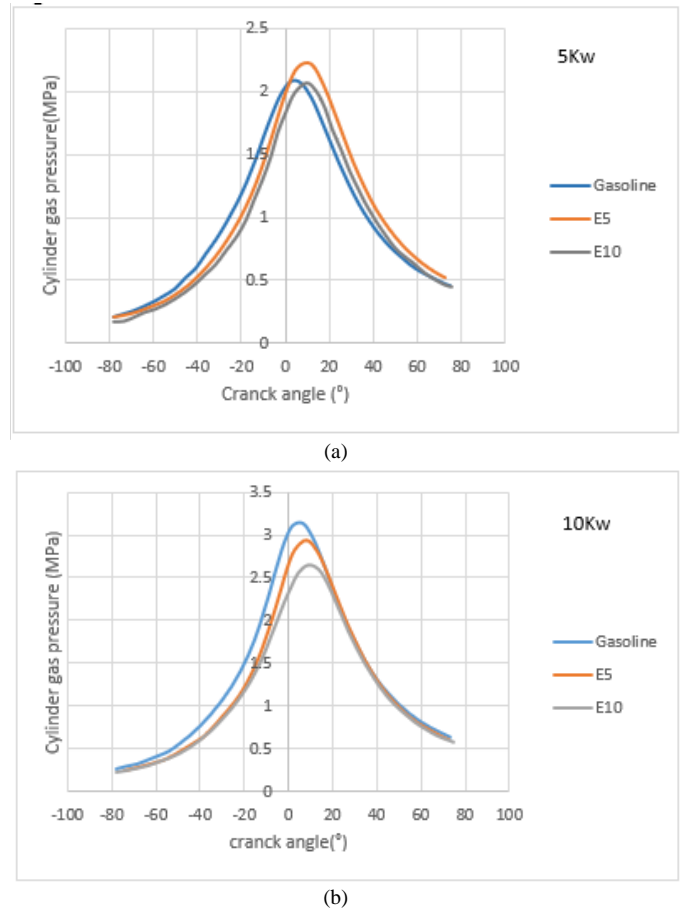 2.5
2
1.5
1
0.5
0
Cylinder gas pressure(MPa)
-100 -80 -60 -40 -20 0 20 40 60 80 100
Cranck angle (°)
5Kw
Gasoline
E5
E10
(a)
3.5
3
2.5
2
1.5
1
0.5
0
Cylinder gas pressure (MPa)
-100 -80 -60 -40 -20 0 20 40 60 80 100
cranck angle(°)
10Kw
Gasoline
E5
E10
(b)